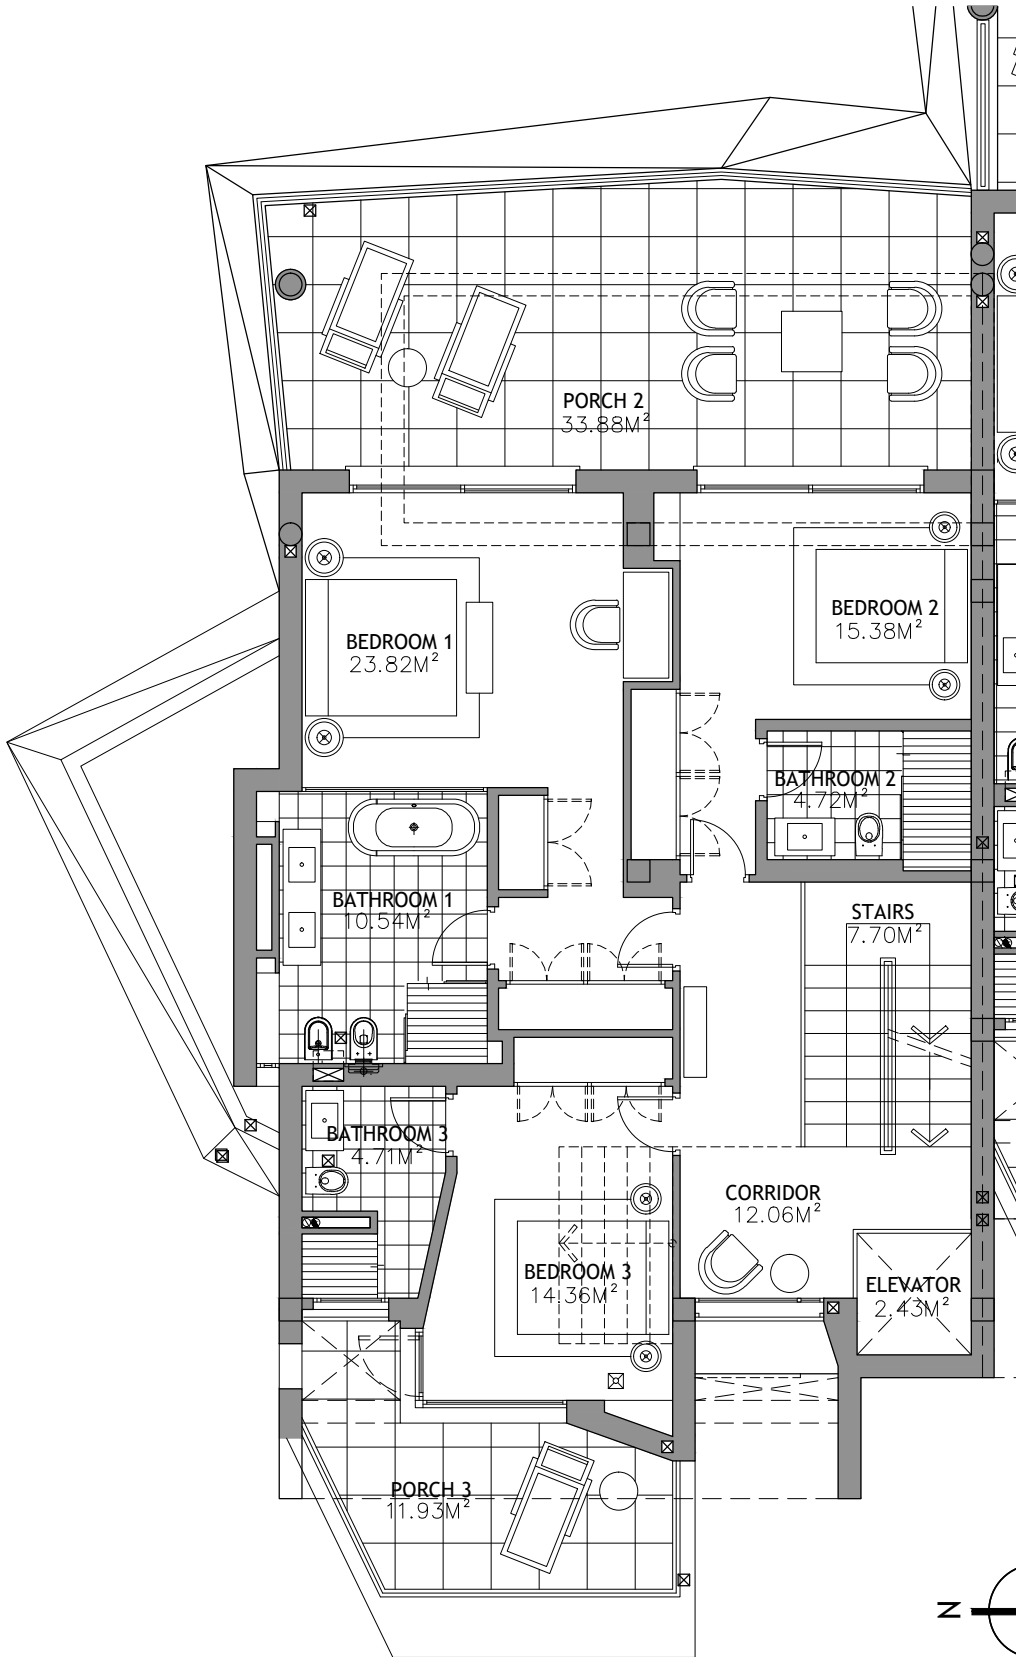 PORCH 2
33.88M²
BEDROOM 1
23.82M²
BEDROOM 2
15.38M²
BATHROOM 2
4.72M²
BATHROOM 1
10.54M²
STAIRS
7.70M²
BATHROOM 3
4.71M²
CORRIDOR
12.06M²
BEDROOM 3
14.36M²
ELEVATOR
2.43M²
PORCH 3
11.93M²
N